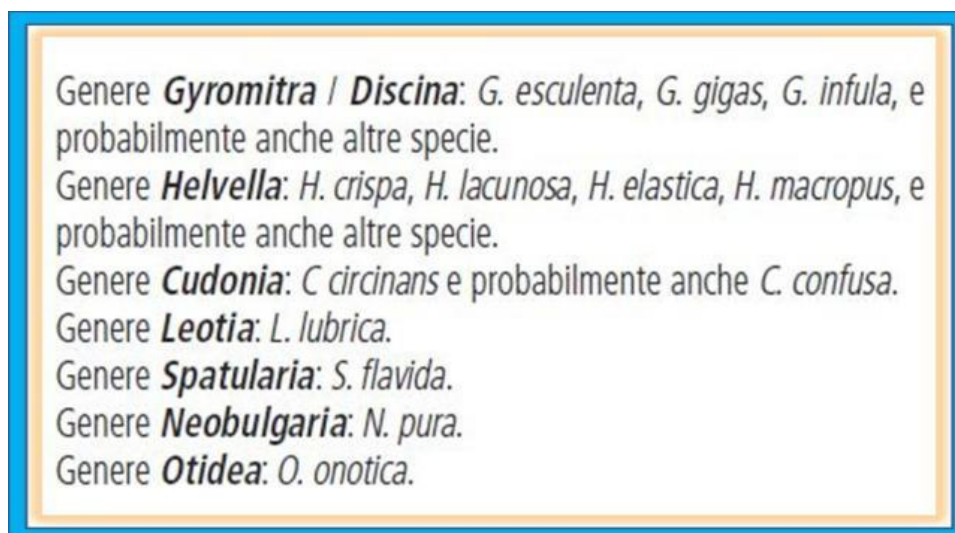 Genere Gyromitra / Discina: G. esculenta, G. gigas, G. infula, e
probabilmente anche altre specie.
Genere Helvella: H. crispa, H. lacunosa, H. elastica, H. macropus, e
probabilmente anche altre specie.
Genere Cudonia: C circinans e probabilmente anche C. confusa.
Genere Leotia: L. lubrica.
Genere Spatularia: S. flavida.
Genere Neobulgaria: N. pura.
Genere Otidea: O. onotica.